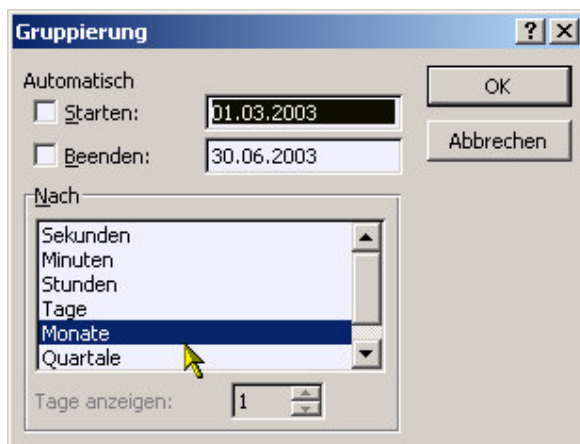 Gruppierung
Automatisch
Starten: 01.03.2003
Beenden: 30.06.2003
OK
Abbrechen
Nach
Sekunden
Minuten
Stunden
Tage
Monate
Quartale
Tage anzeigen: 1